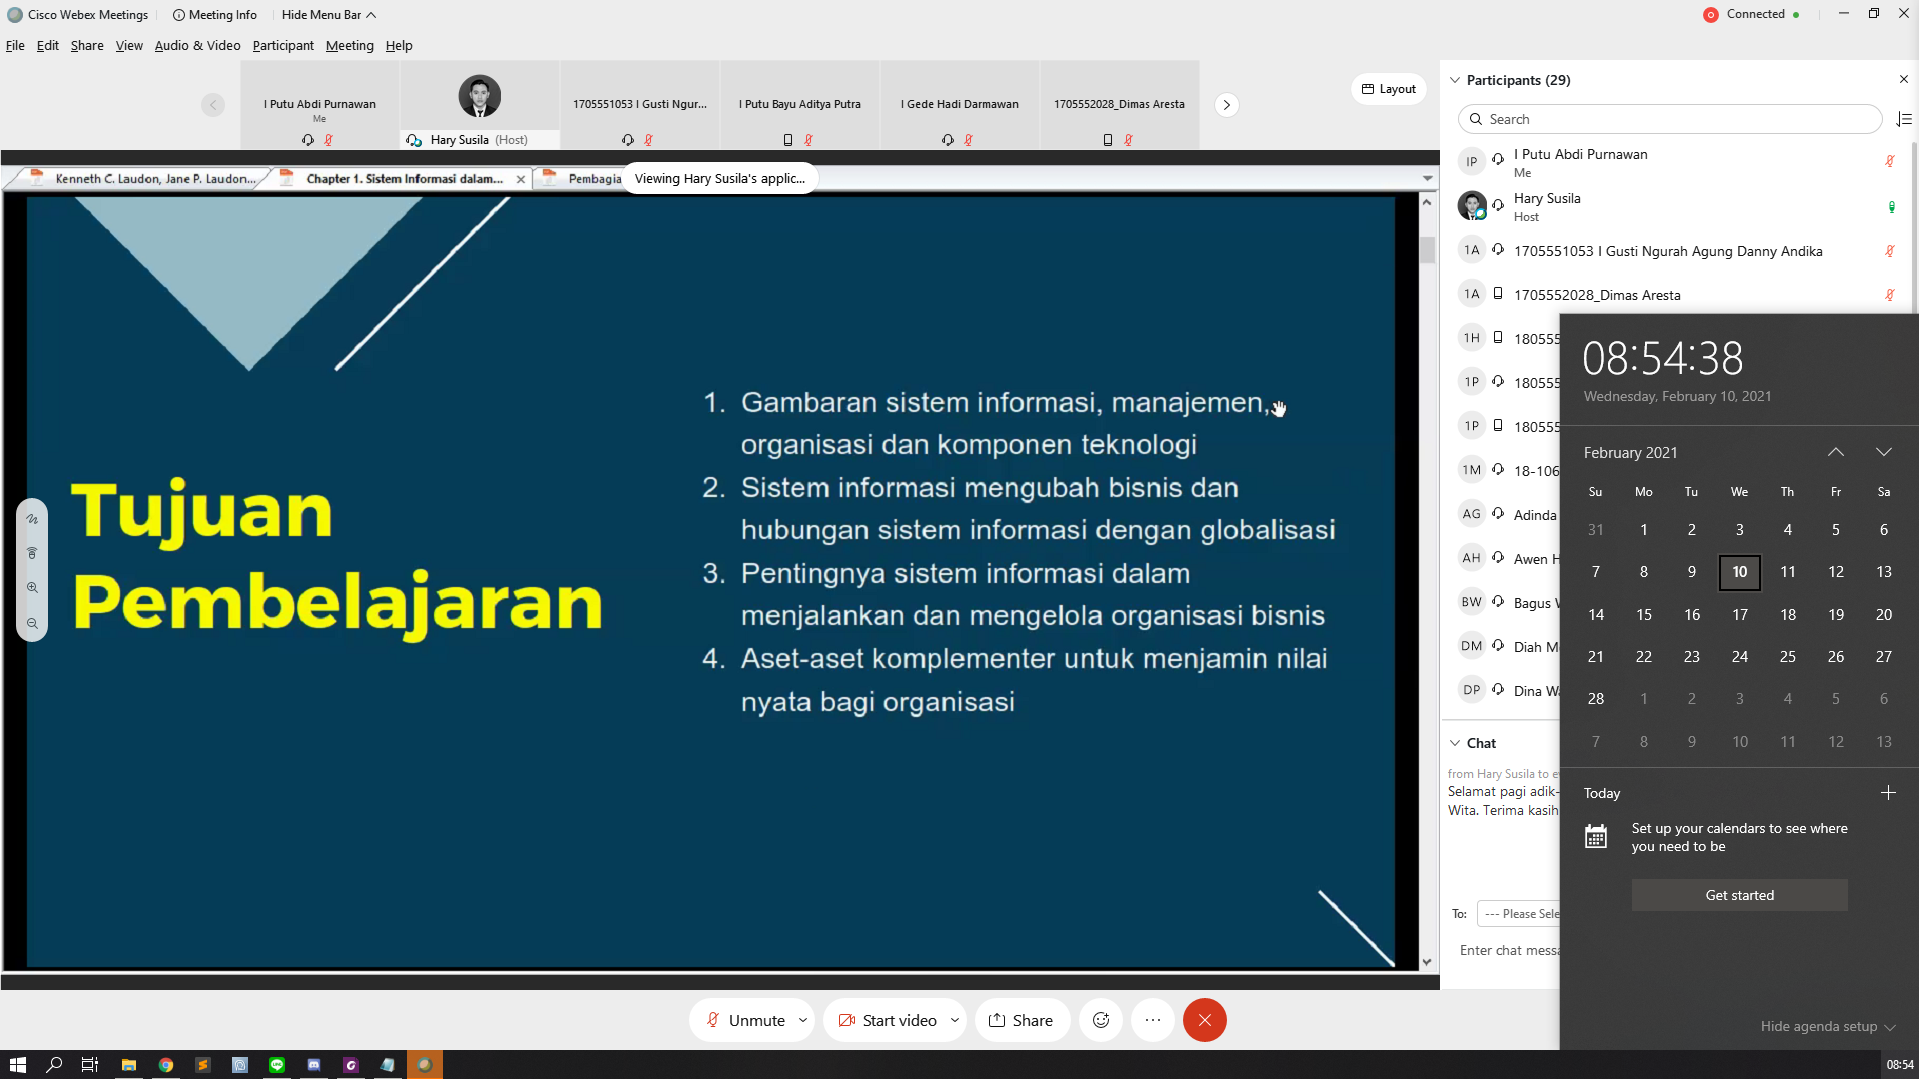 Cisco Webex Meetings
Meeting Info
Hide Menu Bar
Connected
File Edit Share View Audio & Video Participant Meeting Help
I Putu Abdi Purnawan
Me
Hary Susila (Host)
1705551053 I Gusti Ngur...
I Putu Bayu Aditya Putra
I Gede Hadi Darmawan
1705552028_Dimas Aresta
Layout
Kenneth C. Laudon, Jane P. Laudon...
Chapter 1. Sistem Informasi dalam...
Pembagia
Viewing Hary Susila's applic...
Tujuan
Pembelajaran
1. Gambaran sistem informasi, manajemen,
organisasi dan komponen teknologi
2. Sistem informasi mengubah bisnis dan
hubungan sistem informasi dengan globalisasi
3. Pentingnya sistem informasi dalam
menjalankan dan mengelola organisasi bisnis
4. Aset-aset komplementer untuk menjamin nilai
nyata bagi organisasi
Participants (29)
Search
IP I Putu Abdi Purnawan
Me
Hary Susila
Host
1A 1705551053 I Gusti Ngurah Agung Danny Andika
1A 1705552028_Dimas Aresta
1H 180555
1P 180555
1P 180555
1M 18-106
AG Adinda
AH Awen H
BW Bagus
DM Diah M
DP Dina Wa
Chat
from Hary Susila to e
Selamat pagi adik-
Wita. Terima kasih
To: --- Please Sele
Enter chat messa
08:54:38
Wednesday, February 10, 2021
February 2021
Su Mo Tu We Th Fr Sa
31 1 2 3 4 5 6
7 8 9 10 11 12 13
14 15 16 17 18 19 20
21 22 23 24 25 26 27
28 1 2 3 4 5 6
7 8 9 10 11 12 13
Today
Set up your calendars to see where
you need to be
Get started
Hide agenda setup
Unmute
Start video
Share
08:54